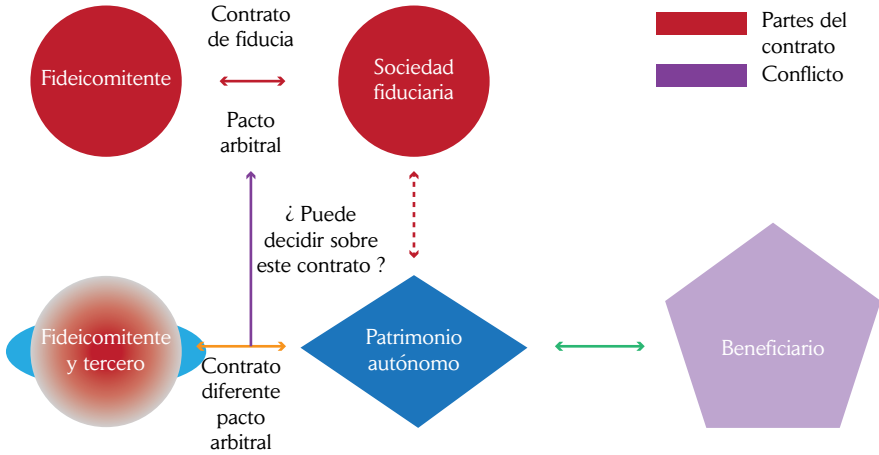 Contrato
de fiducia
Fideicomitente
Sociedad
fiduciaria
Partes del
contrato
Conflicto
Pacto
arbitral
¿ Puede
decidir sobre
este contrato ?
Fideicomitente
y tercero
Patrimonio
autónomo
Beneficiario
Contrato
diferente
pacto
arbitral